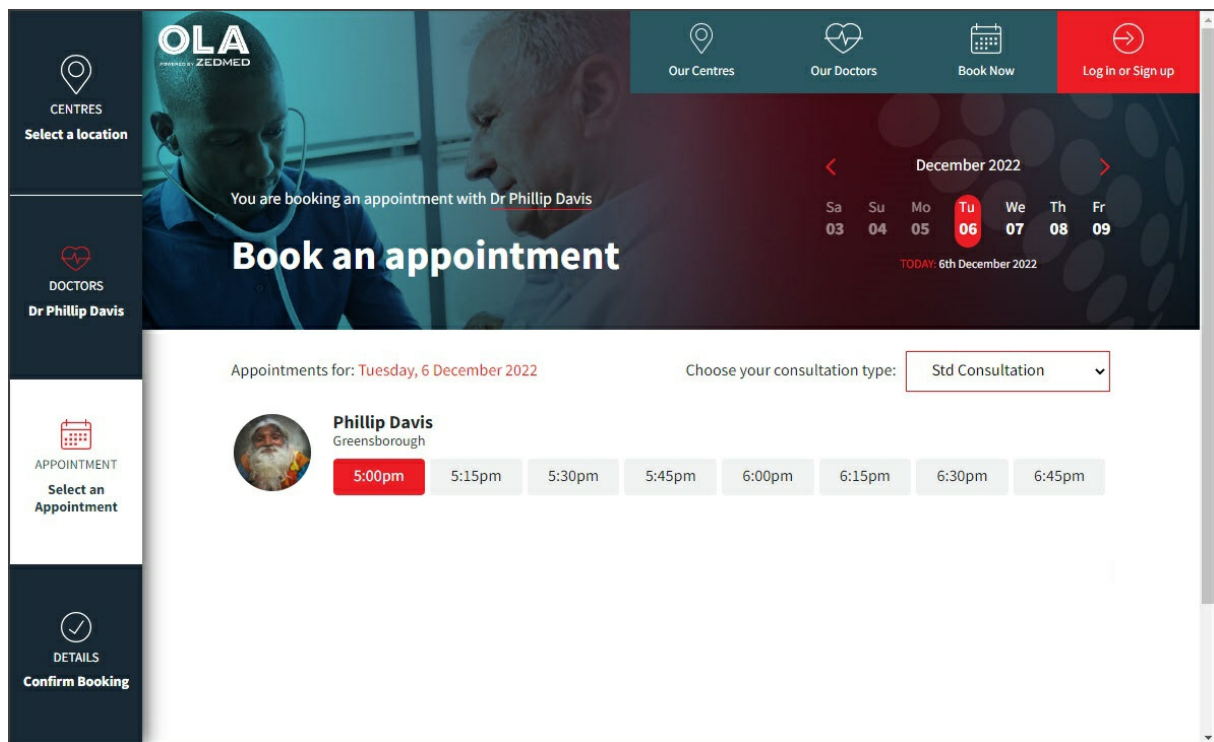 CENTRES
Select a location
DOCTORS
Dr Phillip Davis
APPOINTMENT
Select an
Appointment
DETAILS
Confirm Booking
OLA
POWERED BY ZEDMED
Our Centres
Our Doctors
Book Now
Log in or Sign up
You are booking an appointment with Dr Phillip Davis
Book an appointment
December 2022
Sa Su Mo Tu We Th Fr
03 04 05 06 07 08 09
TODAY: 6th December 2022
Appointments for: Tuesday, 6 December 2022
Choose your consultation type: Std Consultation
Phillip Davis
Greensborough
5:00pm 5:15pm 5:30pm 5:45pm 6:00pm 6:15pm 6:30pm 6:45pm